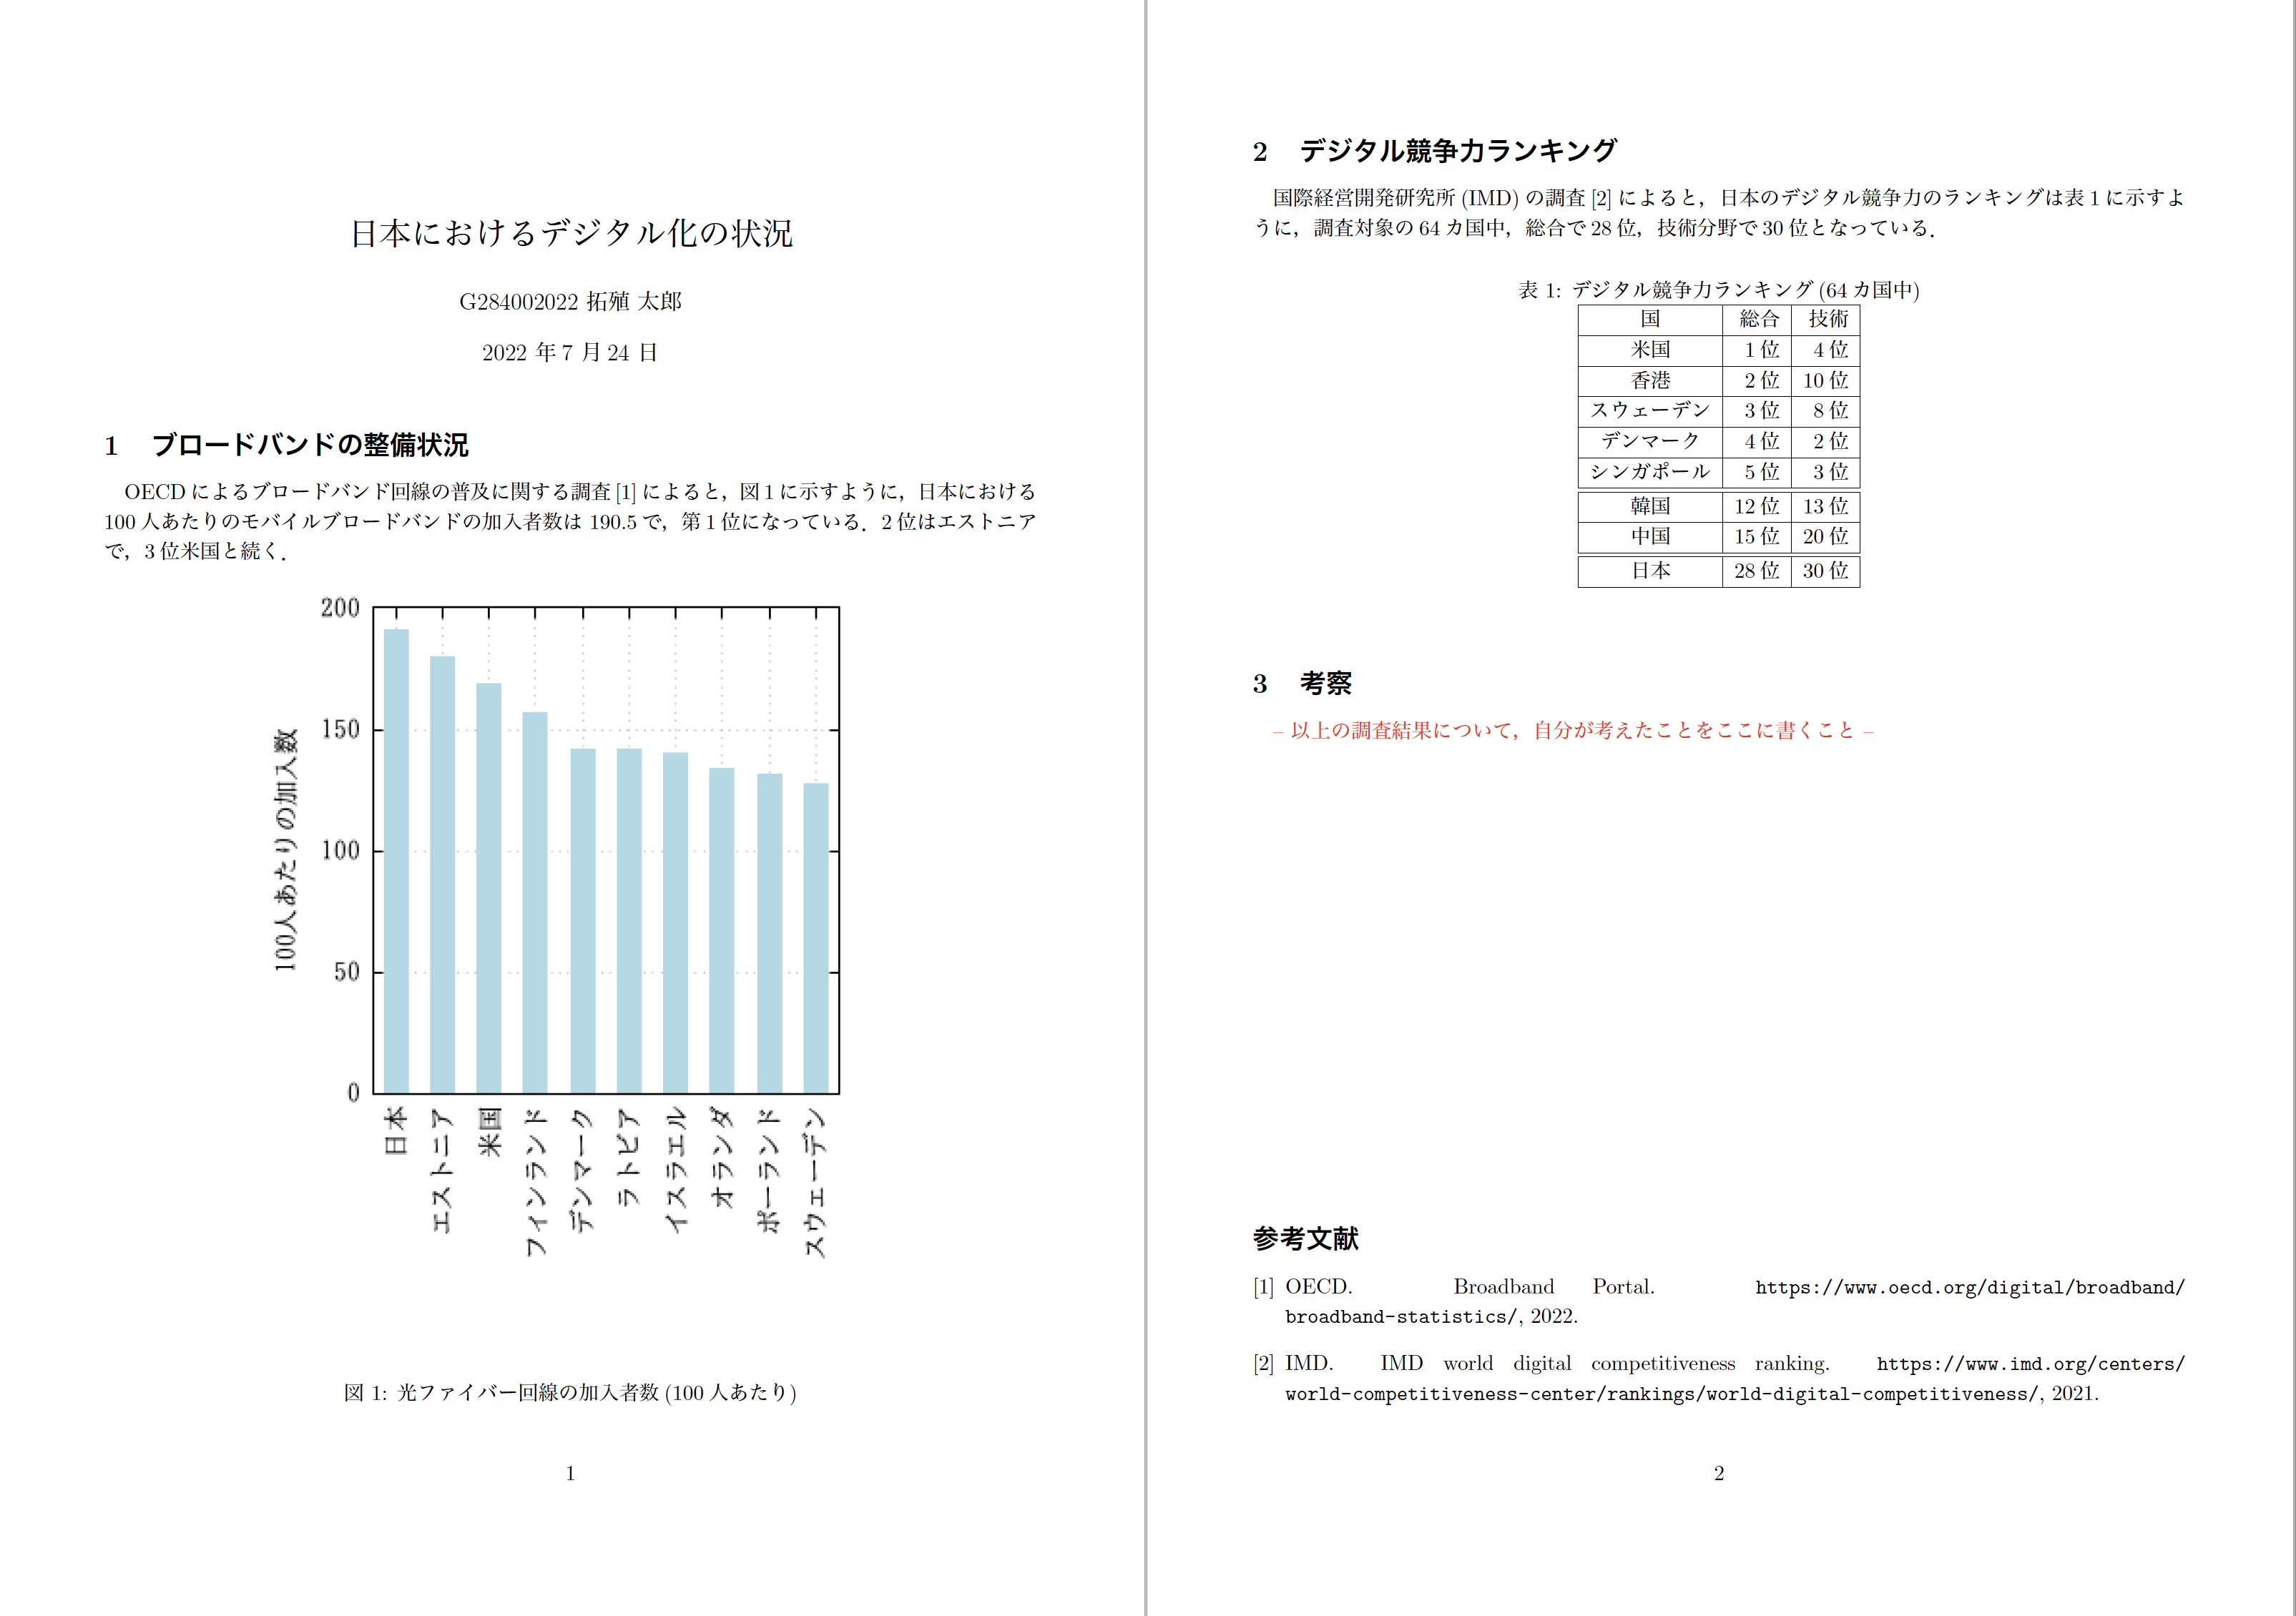 日本におけるデジタル化の状況
G284002022 拓殖 太郎
2022 年 7 月 24 日
1 ブロードバンドの整備状況
OECD によるブロードバンド回線の普及に関する調査 [1] によると，図 1 に示すように，日本における
100 人あたりのモバイルブロードバンドの加入者数は 190.5 で，第 1 位になっている．2 位はエストニア
で，3 位米国と続く．
100人あたりの加入数
200
150
100
50
0
日本
エストニア
米国
フィンランド
デンマーク
ラトビア
イスラエル
オランダ
ポーランド
スウェーデン
図 1: 光ファイバー回線の加入者数 (100 人あたり)
1
2 デジタル競争力ランキング
国際経営開発研究所 (IMD) の調査 [2] によると，日本のデジタル競争力のランキングは表 1 に示すよ
うに，調査対象の 64 カ国中，総合で 28 位，技術分野で 30 位となっている．
表 1: デジタル競争力ランキング (64 カ国中)
国 総合 技術
米国 1 位 4 位
香港 2 位 10 位
スウェーデン 3 位 8 位
デンマーク 4 位 2 位
シンガポール 5 位 3 位
韓国 12 位 13 位
中国 15 位 20 位
日本 28 位 30 位
3 考察
– 以上の調査結果について，自分が考えたことをここに書くこと –
参考文献
[1] OECD. Broadband Portal. https://www.oecd.org/digital/broadband/
broadband-statistics/, 2022.
[2] IMD. IMD world digital competitiveness ranking. https://www.imd.org/centers/
world-competitiveness-center/rankings/world-digital-competitiveness/, 2021.
2